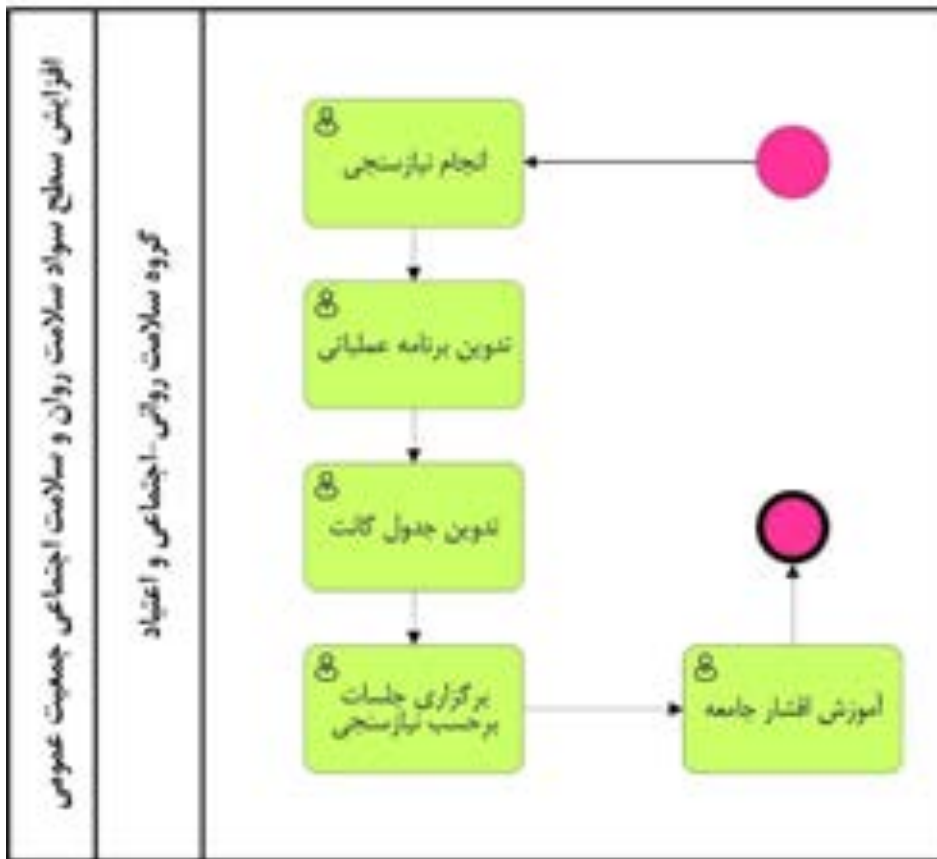 افزایش سطح سواد سلامت روان و سلامت اجتماعی جمعیت عمومی
گروه سلامت روانی-اجتماعی و اعتیاد
انجام نیازسنجی
تدوین برنامه عملیاتی
تدوین جدول گانت
برگزاری جلسات
برحسب نیازسنجی
آموزش اقشار جامعه